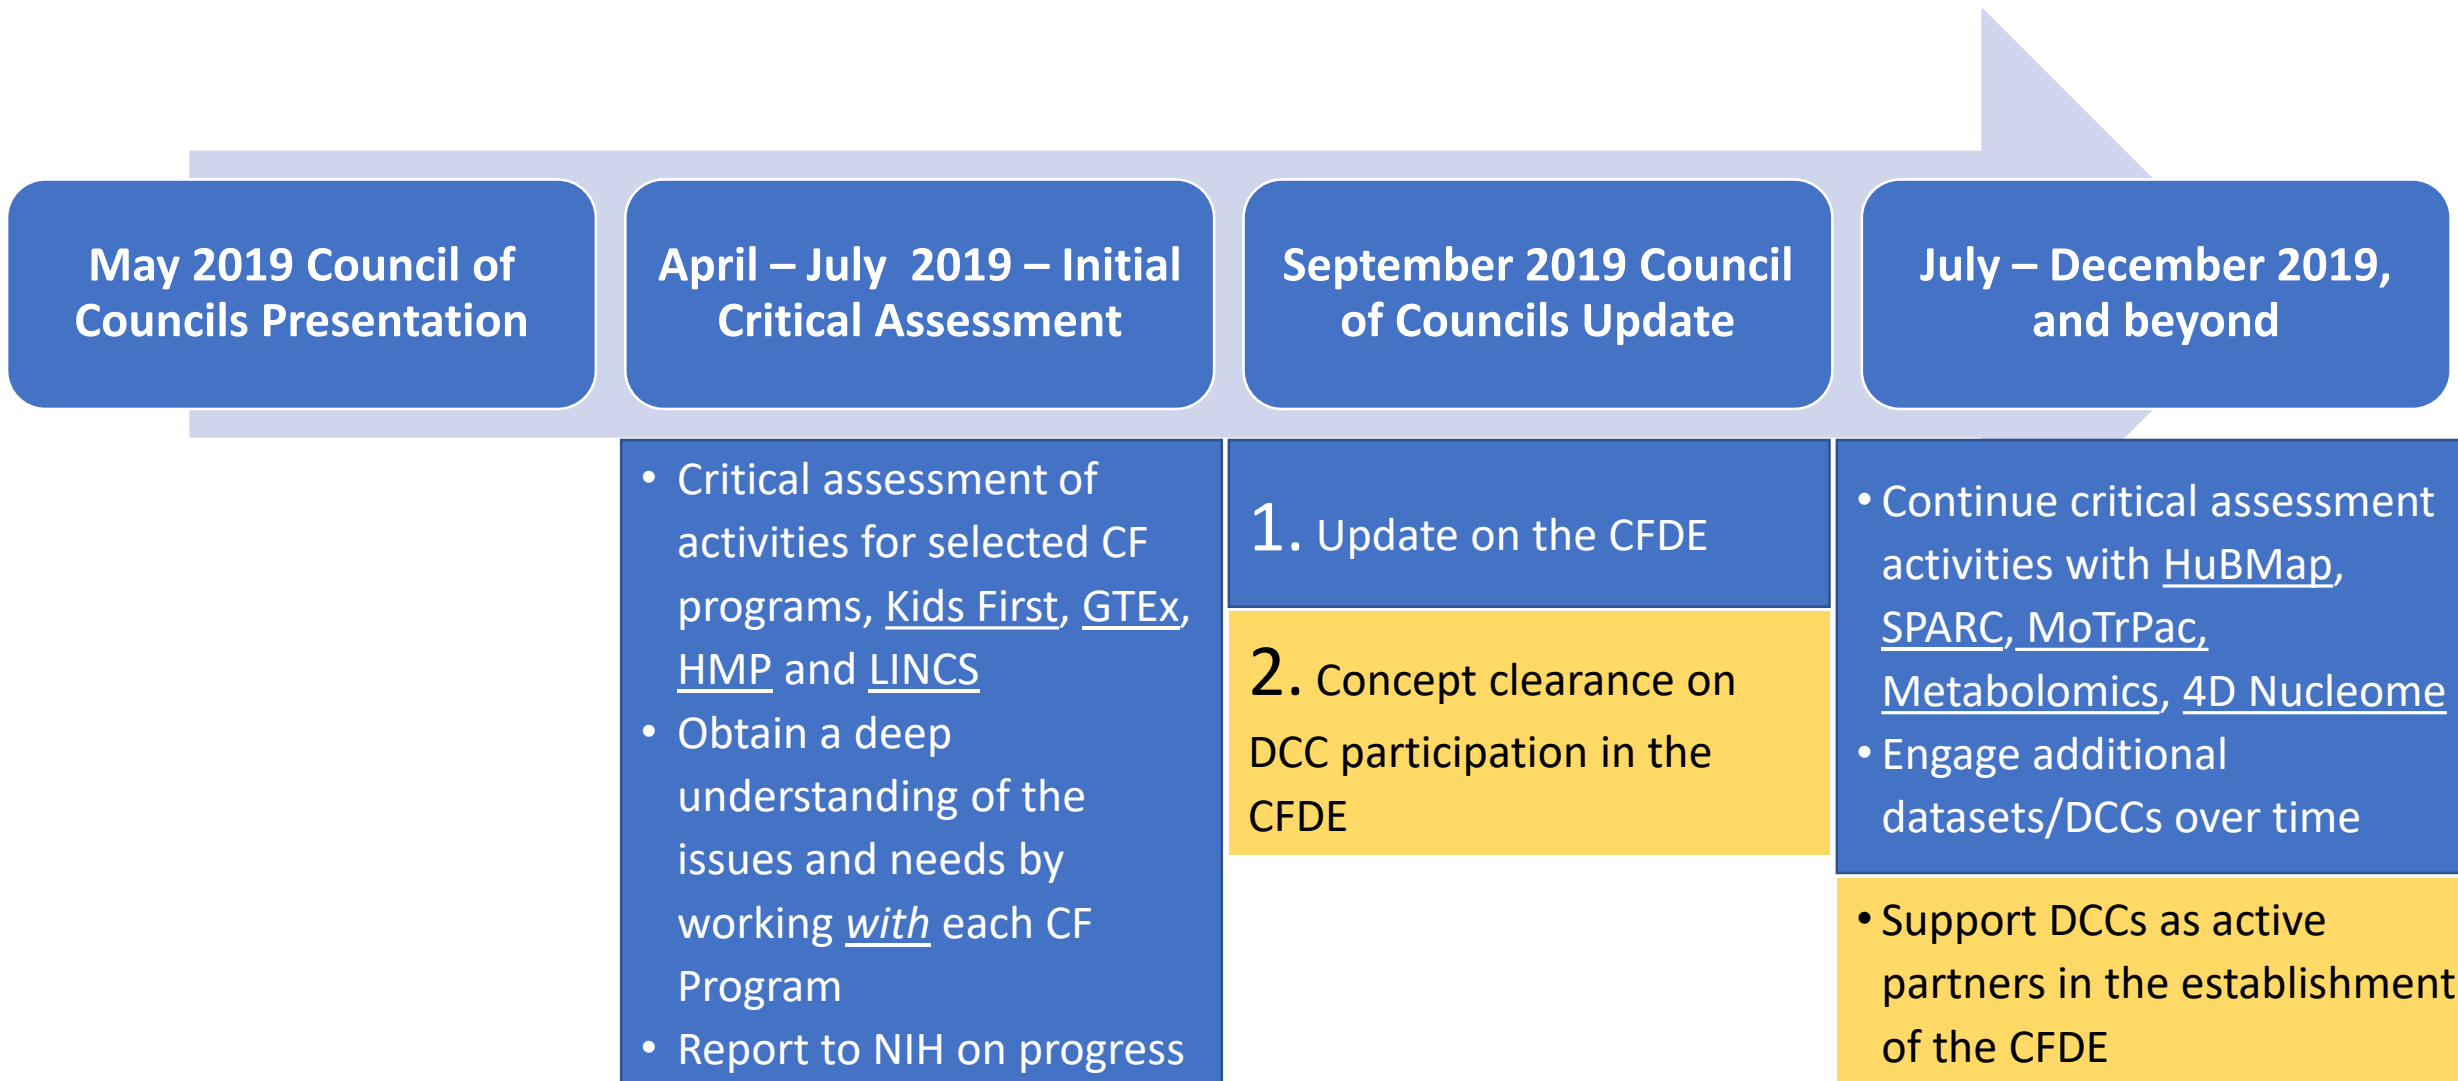 May 2019 Council of
Councils Presentation
April – July  2019 – Initial
Critical Assessment
September 2019 Council
of Councils Update
July – December 2019,
and beyond
• Critical assessment of
activities for selected CF
programs, Kids First, GTEx,
HMP and LINCS
• Obtain a deep
understanding of the
issues and needs by
working with each CF
Program
• Report to NIH on progress
1. Update on the CFDE
2. Concept clearance on
DCC participation in the
CFDE
• Continue critical assessment
activities with HuBMap,
SPARC, MoTrPac,
Metabolomics, 4D Nucleome
• Engage additional
datasets/DCCs over time
• Support DCCs as active
partners in the establishment
of the CFDE